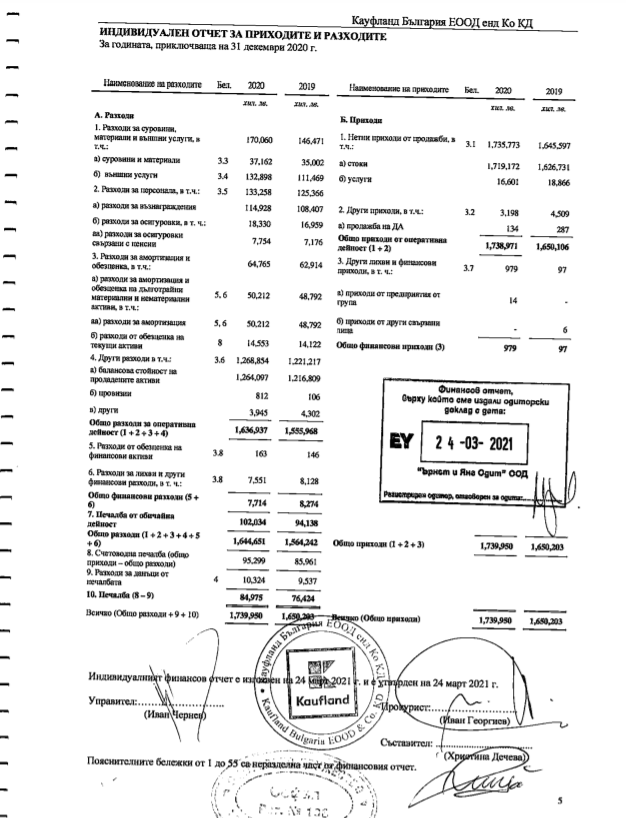 Кауфланд България ЕООД енд Ко КД
ИНДИВИДУАЛЕН ОТЧЕТ ЗА ПРИХОДИТЕ И РАЗХОДИТЕ
За годината, приключваща на 31 декември 2020 г.
Наименование на разходите Бел. 2020 2019 Наименование на приходите Бел. 2020 2019
хил. лв. хил. лв. хил. лв. хил. лв.
А. Разходи
Б. Приходи
1. Разходи за суровини, материали и външни услуги, в т.ч.: 170,060 146,471
1. Нетни приходи от продажби, в т.ч.: 3.1 1,735,773 1,645,597
а) суровини и материали 3.3 37,162 35,002
а) стоки 1,719,172 1,626,731
б) външни услуги 3.4 132,898 111,469
б) услуги 16,601 18,866
2. Разходи за персонала, в т.ч.: 3.5 133,258 125,366
а) разходи за възнаграждения 114,928 108,407
2. Други приходи, в т.ч.: 3.2 3,198 4,509
б) разходи за осигуровки, в т. ч.: 18,330 16,959
а) продажба на ДА 134 287
аа) разходи за осигуровки свързани с пенсии 7,754 7,176
Общо приходи от оперативна дейност (1 + 2) 1,738,971 1,650,106
3. Разходи за амортизация и обезценка, в т.ч.: 64,765 62,914
3. Други лихви и финансови приходи, в т. ч.: 3.7 979 97
а) разходи за амортизация и обезценка на дълготрайни материални и нематериални активи, в т.ч.: 5, 6 50,212 48,792
а) приходи от предприятия от група 14 -
аа) разходи за амортизация 5, 6 50,212 48,792
б) приходи от други свързани лица - 6
б) разходи от обезценка на текущи активи 8 14,553 14,122
Общо финансови приходи (3) 979 97
4. Други разходи в т.ч.: 3.6 1,268,854 1,221,217
а) балансова стойност на продадените активи 1,264,097 1,216,809
б) провизии 812 106
в) други 3,945 4,302
Общо разходи за оперативна дейност (1 + 2 + 3 + 4) 1,636,937 1,555,968
5. Разходи от обезценка на финансови активи 3.8 163 146
6. Разходи за лихви и други финансови разходи, в т. ч.: 3.8 7,551 8,128
Общо финансови разходи (5 + 6) 7,714 8,274
7. Печалба от обичайна дейност 102,034 94,138
Общо разходи (1 + 2 + 3 + 4 + 5 + 6) 1,644,651 1,564,242
Общо приходи (1 + 2 + 3) 1,739,950 1,650,203
8. Счетоводна печалба (общо приходи – общо разходи) 95,299 85,961
9. Разходи за данъци от печалбата 4 10,324 9,537
10. Печалба (8 – 9) 84,975 76,424
Всичко (Общо разходи + 9 + 10) 1,739,950 1,650,203 Всичко (Общо приходи) 1,739,950 1,650,203
Финансов отчет,
върху който сме издали одиторски
доклад с дата:
EY 24 -03- 2021
"Ърнст и Янг Одит" ООД
Регистриран одитор, отговорен за одита:
Кауфланд България ЕООД енд Ко КД
Kaufland
Kaufland Bulgaria EOOD & Co. KD
Индивидуалният финансов отчет е изготвен на 24 март 2021 г. и е утвърден на 24 март 2021 г.
Управител:
(Иван Чернев)
Прокурист:
(Иван Георгиев)
Съставител:
(Христина Дечева)
Пояснителните бележки от 1 до 55 са неразделна част от финансовия отчет.
София
Рег. №
5